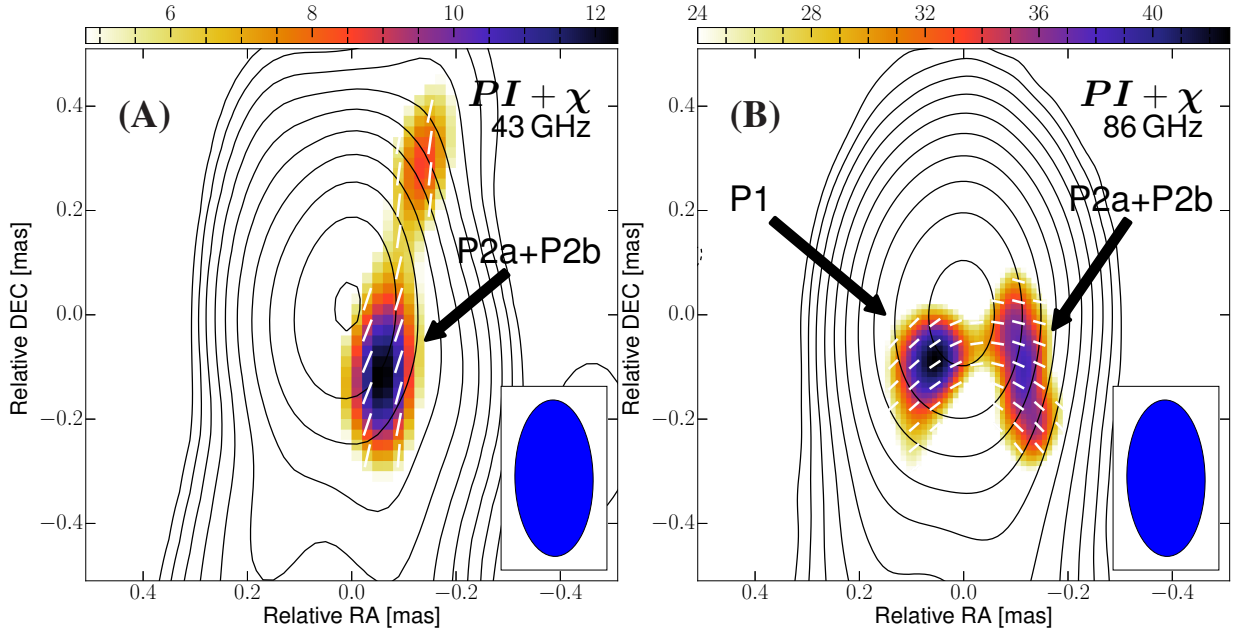 6 8 10 12
(A)
PI + χ
43 GHz
P2a+P2b
Relative DEC [mas]
0.4
0.2
0.0
−0.2
−0.4
0.4 0.2 0.0 −0.2 −0.4
Relative RA [mas]
24 28 32 36 40
(B)
PI + χ
86 GHz
P1
P2a+P2b
Relative DEC [mas]
0.4
0.2
0.0
−0.2
−0.4
0.4 0.2 0.0 −0.2 −0.4
Relative RA [mas]